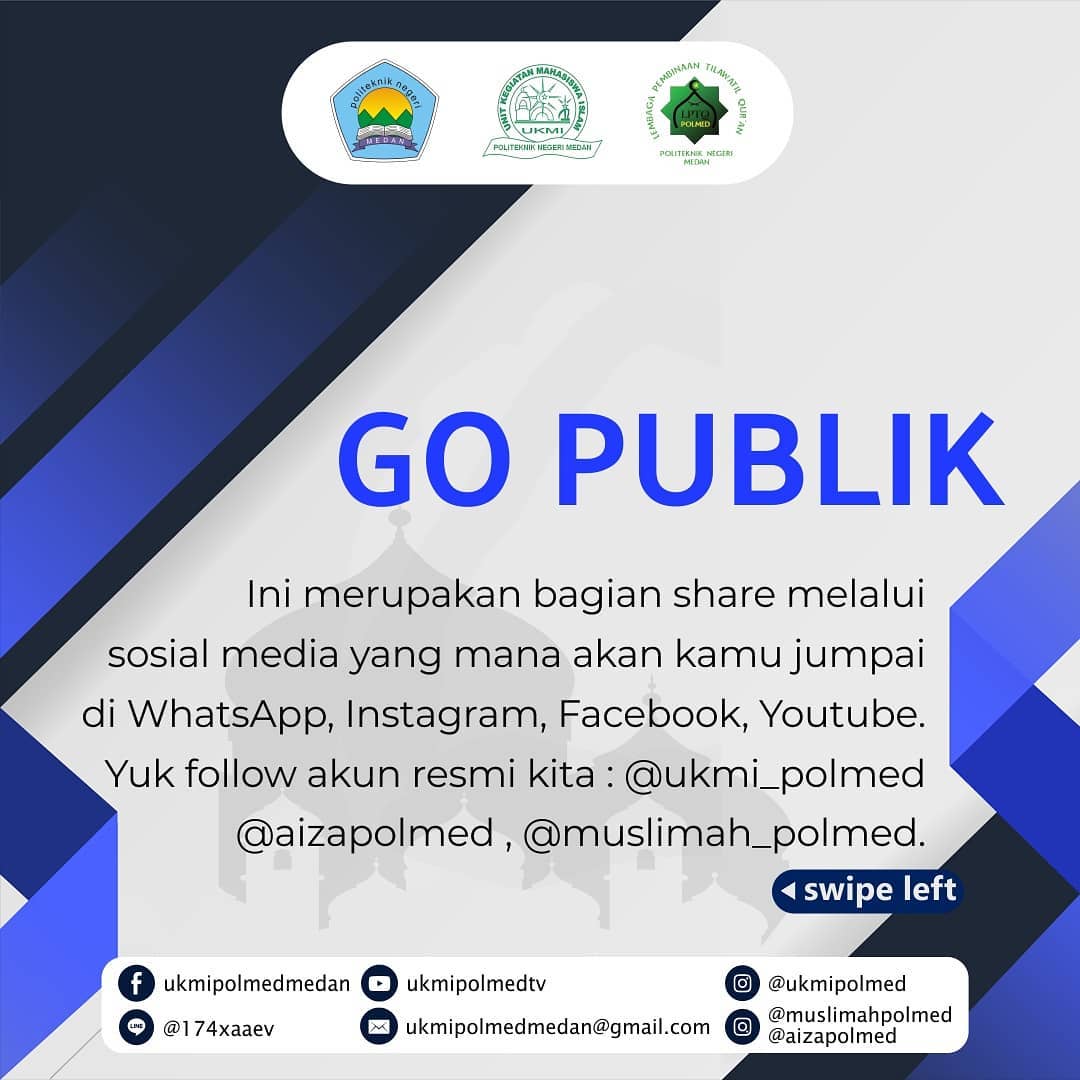 politeknik negeri
MEDAN
UNIT KEGIATAN MAHASISWA ISLAM
UKMI
POLITEKNIK NEGERI MEDAN
LEMBAGA PEMBINAAN TILAWATIL QUR'AN
LPTQ
POLMED
POLITEKNIK NEGERI
MEDAN
GO PUBLIK
Ini merupakan bagian share melalui
sosial media yang mana akan kamu jumpai
di WhatsApp, Instagram, Facebook, Youtube.
Yuk follow akun resmi kita : @ukmi_polmed
@aizapolmed , @muslimah_polmed.
swipe left
ukmipolmedmedan
ukmipolmedtv
@ukmipolmed
LINE
@174xaaev
ukmipolmedmedan@gmail.com
@muslimahpolmed
@aizapolmed